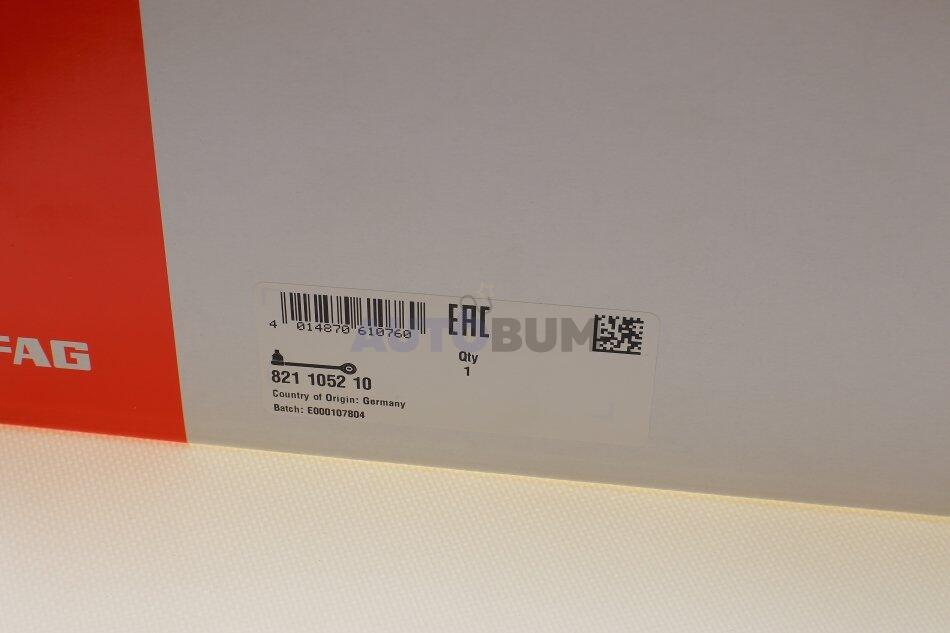 FAG
4 014870 610760
EAC
AUTOBUM
Qty
1
821 1052 10
Country of Origin: Germany
Batch: E000107804